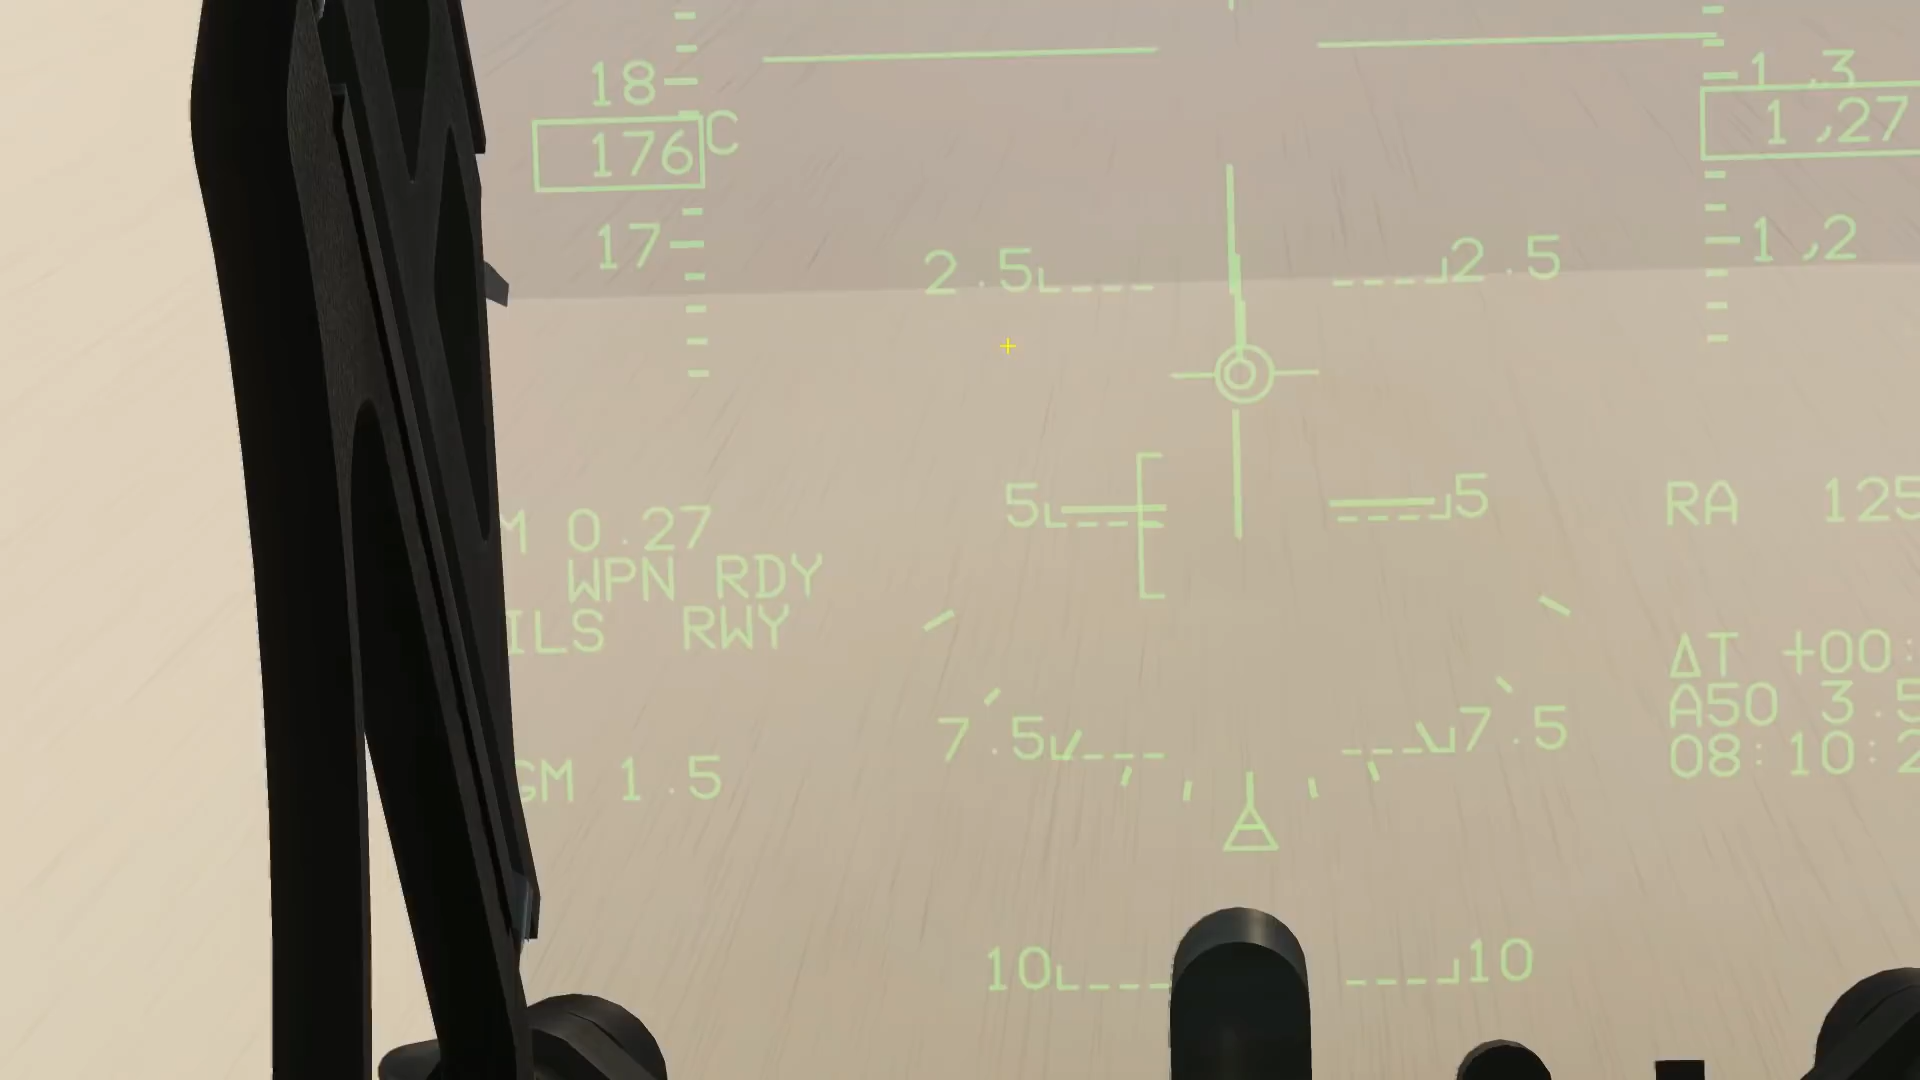 18
1,3
176 C
1,27
17
1,2
2.5 2.5
5 5
RA 125
M 0.27
WPN RDY
ILS RWY
ΔT +00:
A50 3.5
7.5 7.5
08:10:2
GM 1.5
10 10